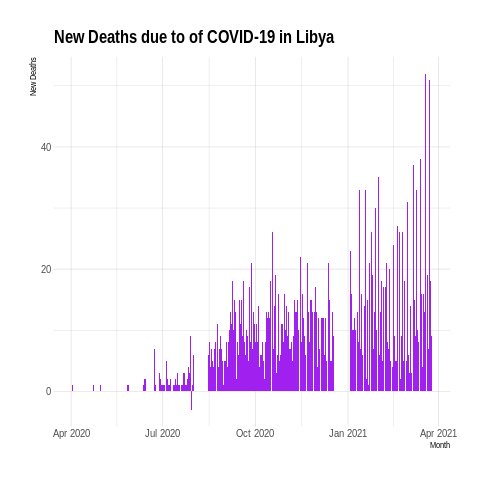 New Deaths due to of COVID-19 in Libya
New Deaths
40
20
0
Apr 2020 Jul 2020 Oct 2020 Jan 2021 Apr 2021
Month